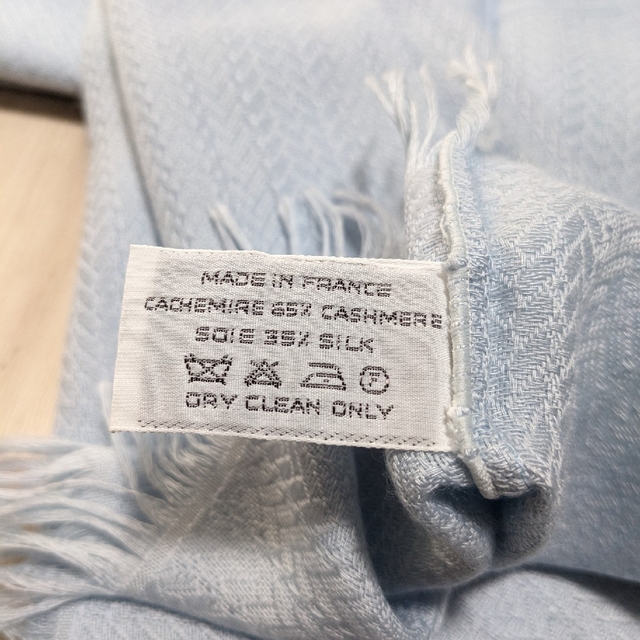 MADE IN FRANCE
CACHEMIRE 65% CASHMERE
SOIE 35% SILK
P
DRY CLEAN ONLY